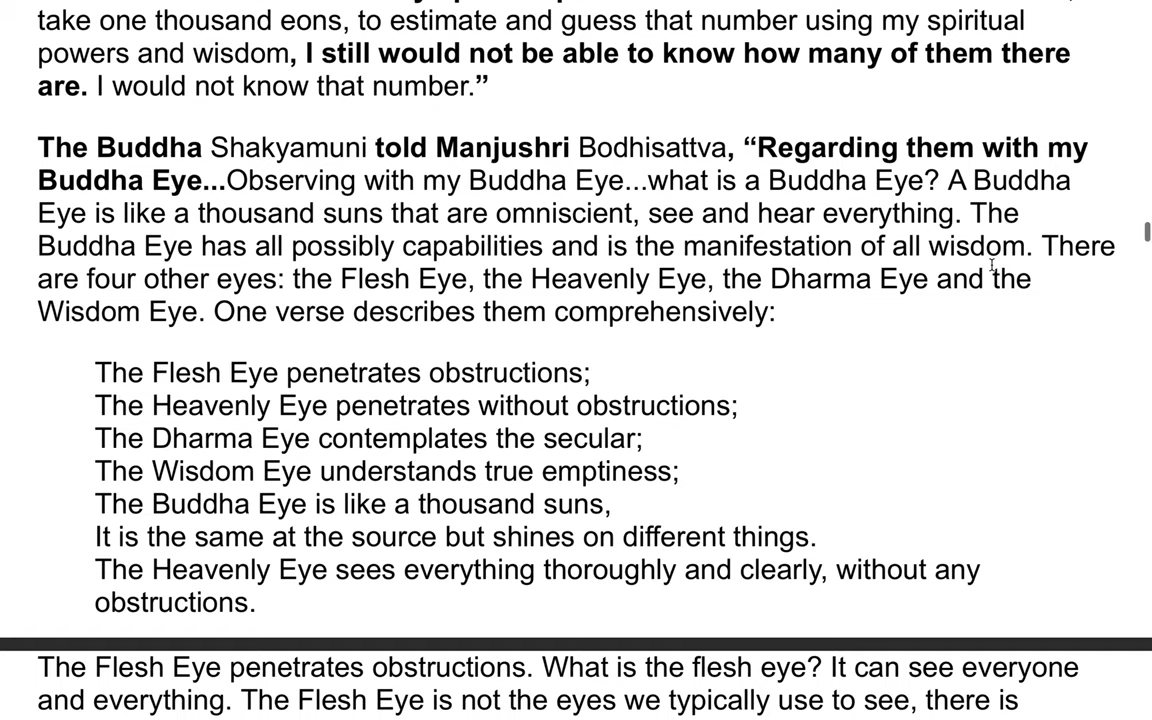 take one thousand eons, to estimate and guess that number using my spiritual
powers and wisdom, I still would not be able to know how many of them there
are. I would not know that number.”
The Buddha Shakyamuni told Manjushri Bodhisattva, “Regarding them with my
Buddha Eye...Observing with my Buddha Eye...what is a Buddha Eye? A Buddha
Eye is like a thousand suns that are omniscient, see and hear everything. The
Buddha Eye has all possibly capabilities and is the manifestation of all wisdom. There
are four other eyes: the Flesh Eye, the Heavenly Eye, the Dharma Eye and the
Wisdom Eye. One verse describes them comprehensively:
The Flesh Eye penetrates obstructions;
The Heavenly Eye penetrates without obstructions;
The Dharma Eye contemplates the secular;
The Wisdom Eye understands true emptiness;
The Buddha Eye is like a thousand suns,
It is the same at the source but shines on different things.
The Heavenly Eye sees everything thoroughly and clearly, without any
obstructions.
The Flesh Eye penetrates obstructions. What is the flesh eye? It can see everyone
and everything. The Flesh Eye is not the eyes we typically use to see, there is